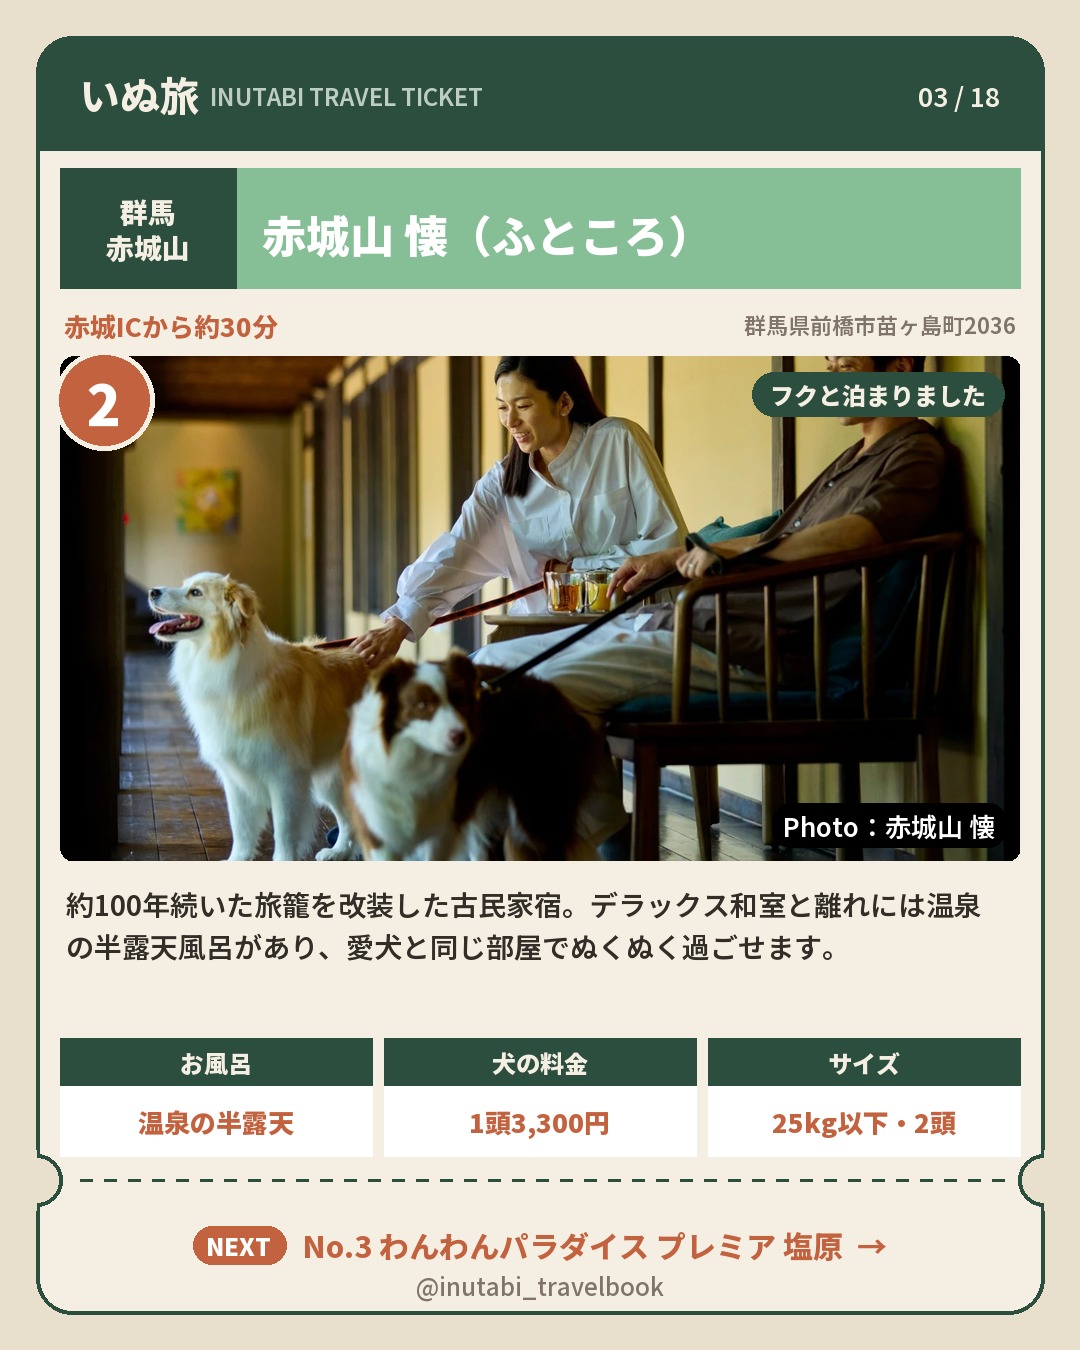 いぬ旅 INUTABI TRAVEL TICKET 03 / 18
群馬
赤城山
赤城山 懐（ふところ）
赤城ICから約30分
群馬県前橋市苗ヶ島町2036
2
フクと泊まりました
Photo：赤城山 懐
約100年続いた旅籠を改装した古民家宿。デラックス和室と離れには温泉
の半露天風呂があり、愛犬と同じ部屋でぬくぬく過ごせます。
お風呂
温泉の半露天
犬の料金
1頭3,300円
サイズ
25kg以下・2頭
NEXT No.3 わんわんパラダイス プレミア 塩原 →
@inutabi_travelbook